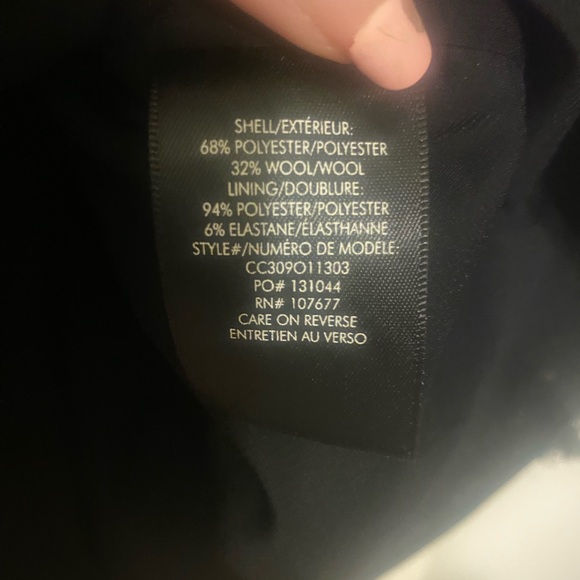 SHELL/EXTÉRIEUR:
68% POLYESTER/POLYESTER
32% WOOL/WOOL
LINING/DOUBLURE:
94% POLYESTER/POLYESTER
6% ELASTANE/ÉLASTHANNE
STYLE#/NUMÉRO DE MODÈLE-
CC309O11303
PO# 131044
RN# 107677
CARE ON REVERSE
ENTRETIEN AU VERSO